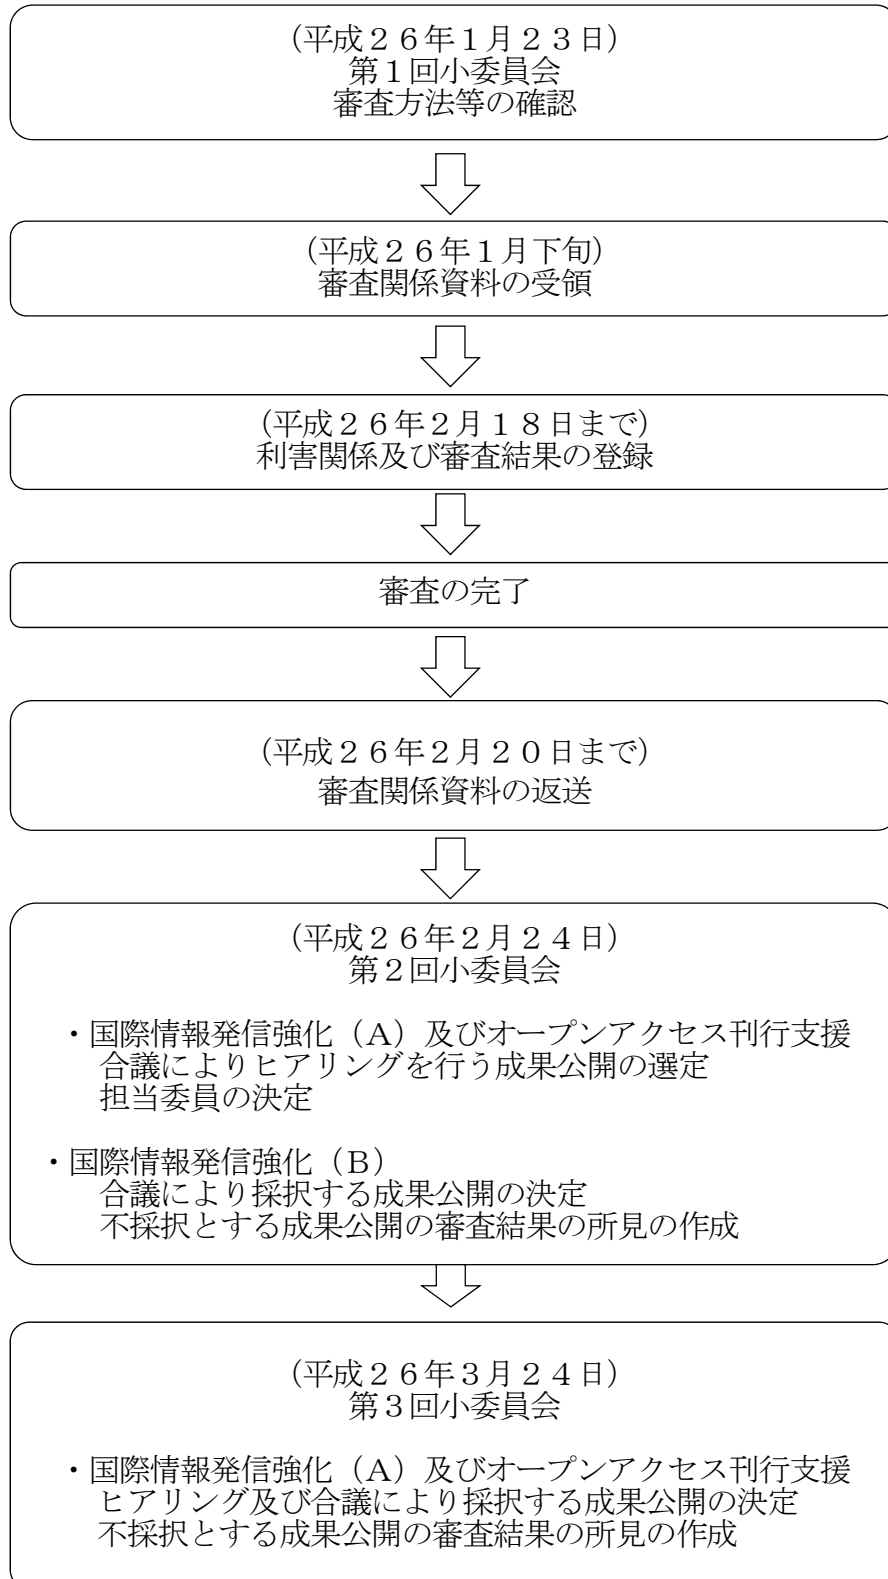 (平成２６年１月２３日)
第１回小委員会
審査方法等の確認
(平成２６年１月下旬)
審査関係資料の受領
(平成２６年２月１８日まで)
利害関係及び審査結果の登録
審査の完了
(平成２６年２月２０日まで)
審査関係資料の返送
(平成２６年２月２４日)
第２回小委員会
・国際情報発信強化（A）及びオープンアクセス刊行支援
合議によりヒアリングを行う成果公開の選定
担当委員の決定
・国際情報発信強化（B）
合議により採択する成果公開の決定
不採択とする成果公開の審査結果の所見の作成
(平成２６年３月２４日)
第３回小委員会
・国際情報発信強化（A）及びオープンアクセス刊行支援
ヒアリング及び合議により採択する成果公開の決定
不採択とする成果公開の審査結果の所見の作成